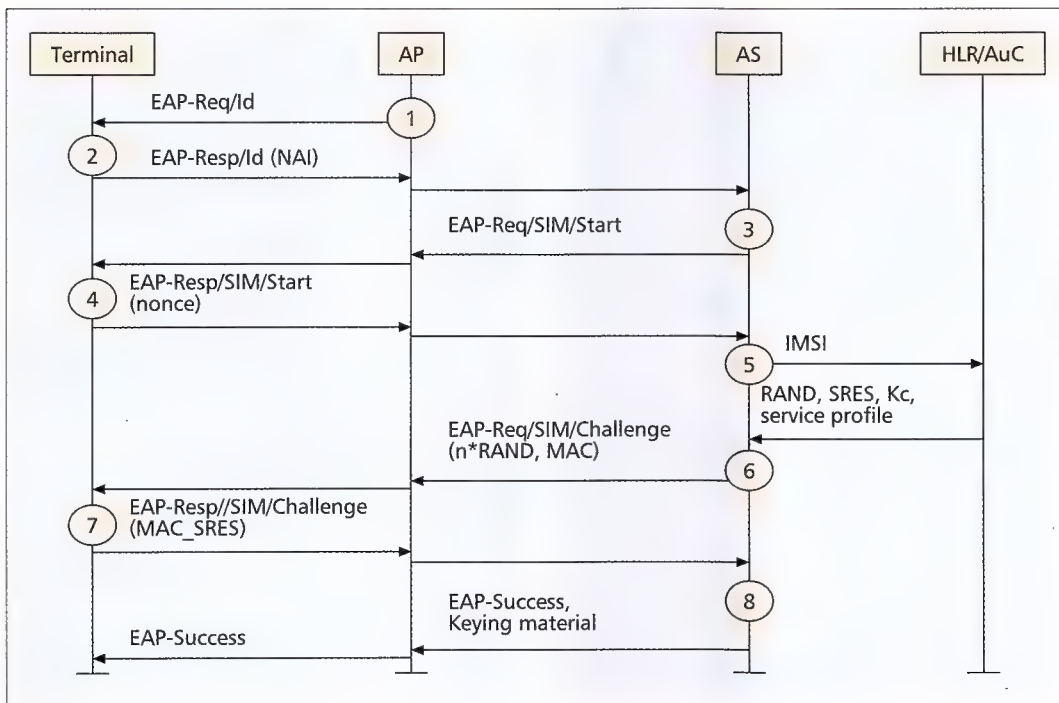 Terminal
AP
AS
HLR/AuC
EAP-Req/Id
1
2
EAP-Resp/Id (NAI)
EAP-Req/SIM/Start
3
4
EAP-Resp/SIM/Start
(nonce)
5
IMSI
RAND, SRES, Kc,
service profile
EAP-Req/SIM/Challenge
(n*RAND, MAC)
6
7
EAP-Resp//SIM/Challenge
(MAC_SRES)
8
EAP-Success,
Keying material
EAP-Success